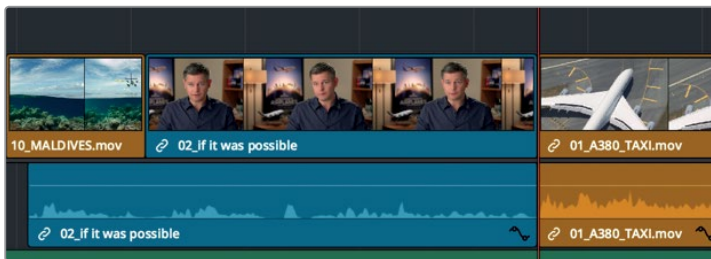 10_MALDIVES.mov
02_if it was possible
01_A380_TAXI.mov
02_if it was possible
01_A380_TAXI.mov